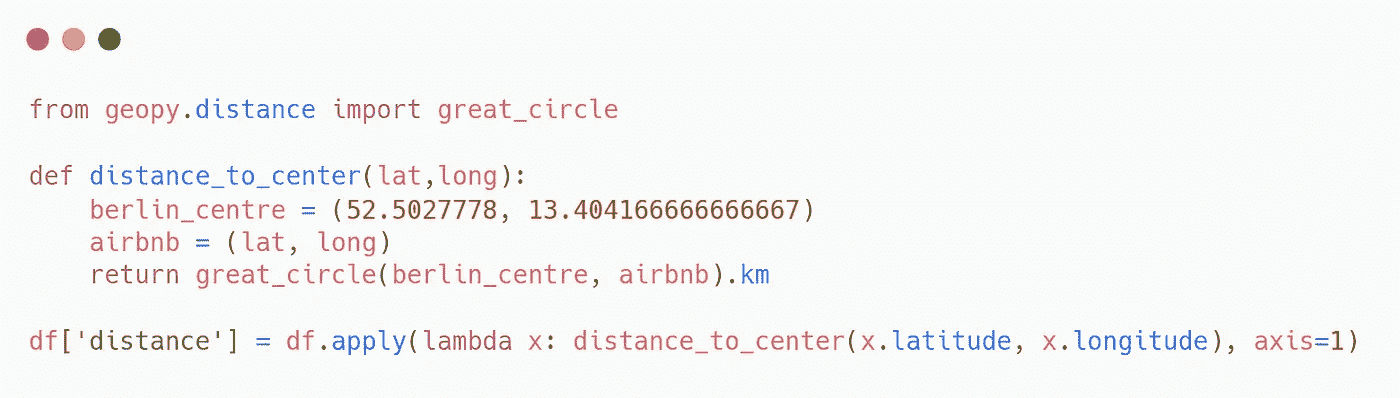 from geopy.distance import great_circle
def distance_to_center(lat,long):
    berlin_centre = (52.5027778, 13.404166666666667)
    airbnb = (lat, long)
    return great_circle(berlin_centre, airbnb).km
df['distance'] = df.apply(lambda x: distance_to_center(x.latitude, x.longitude), axis=1)